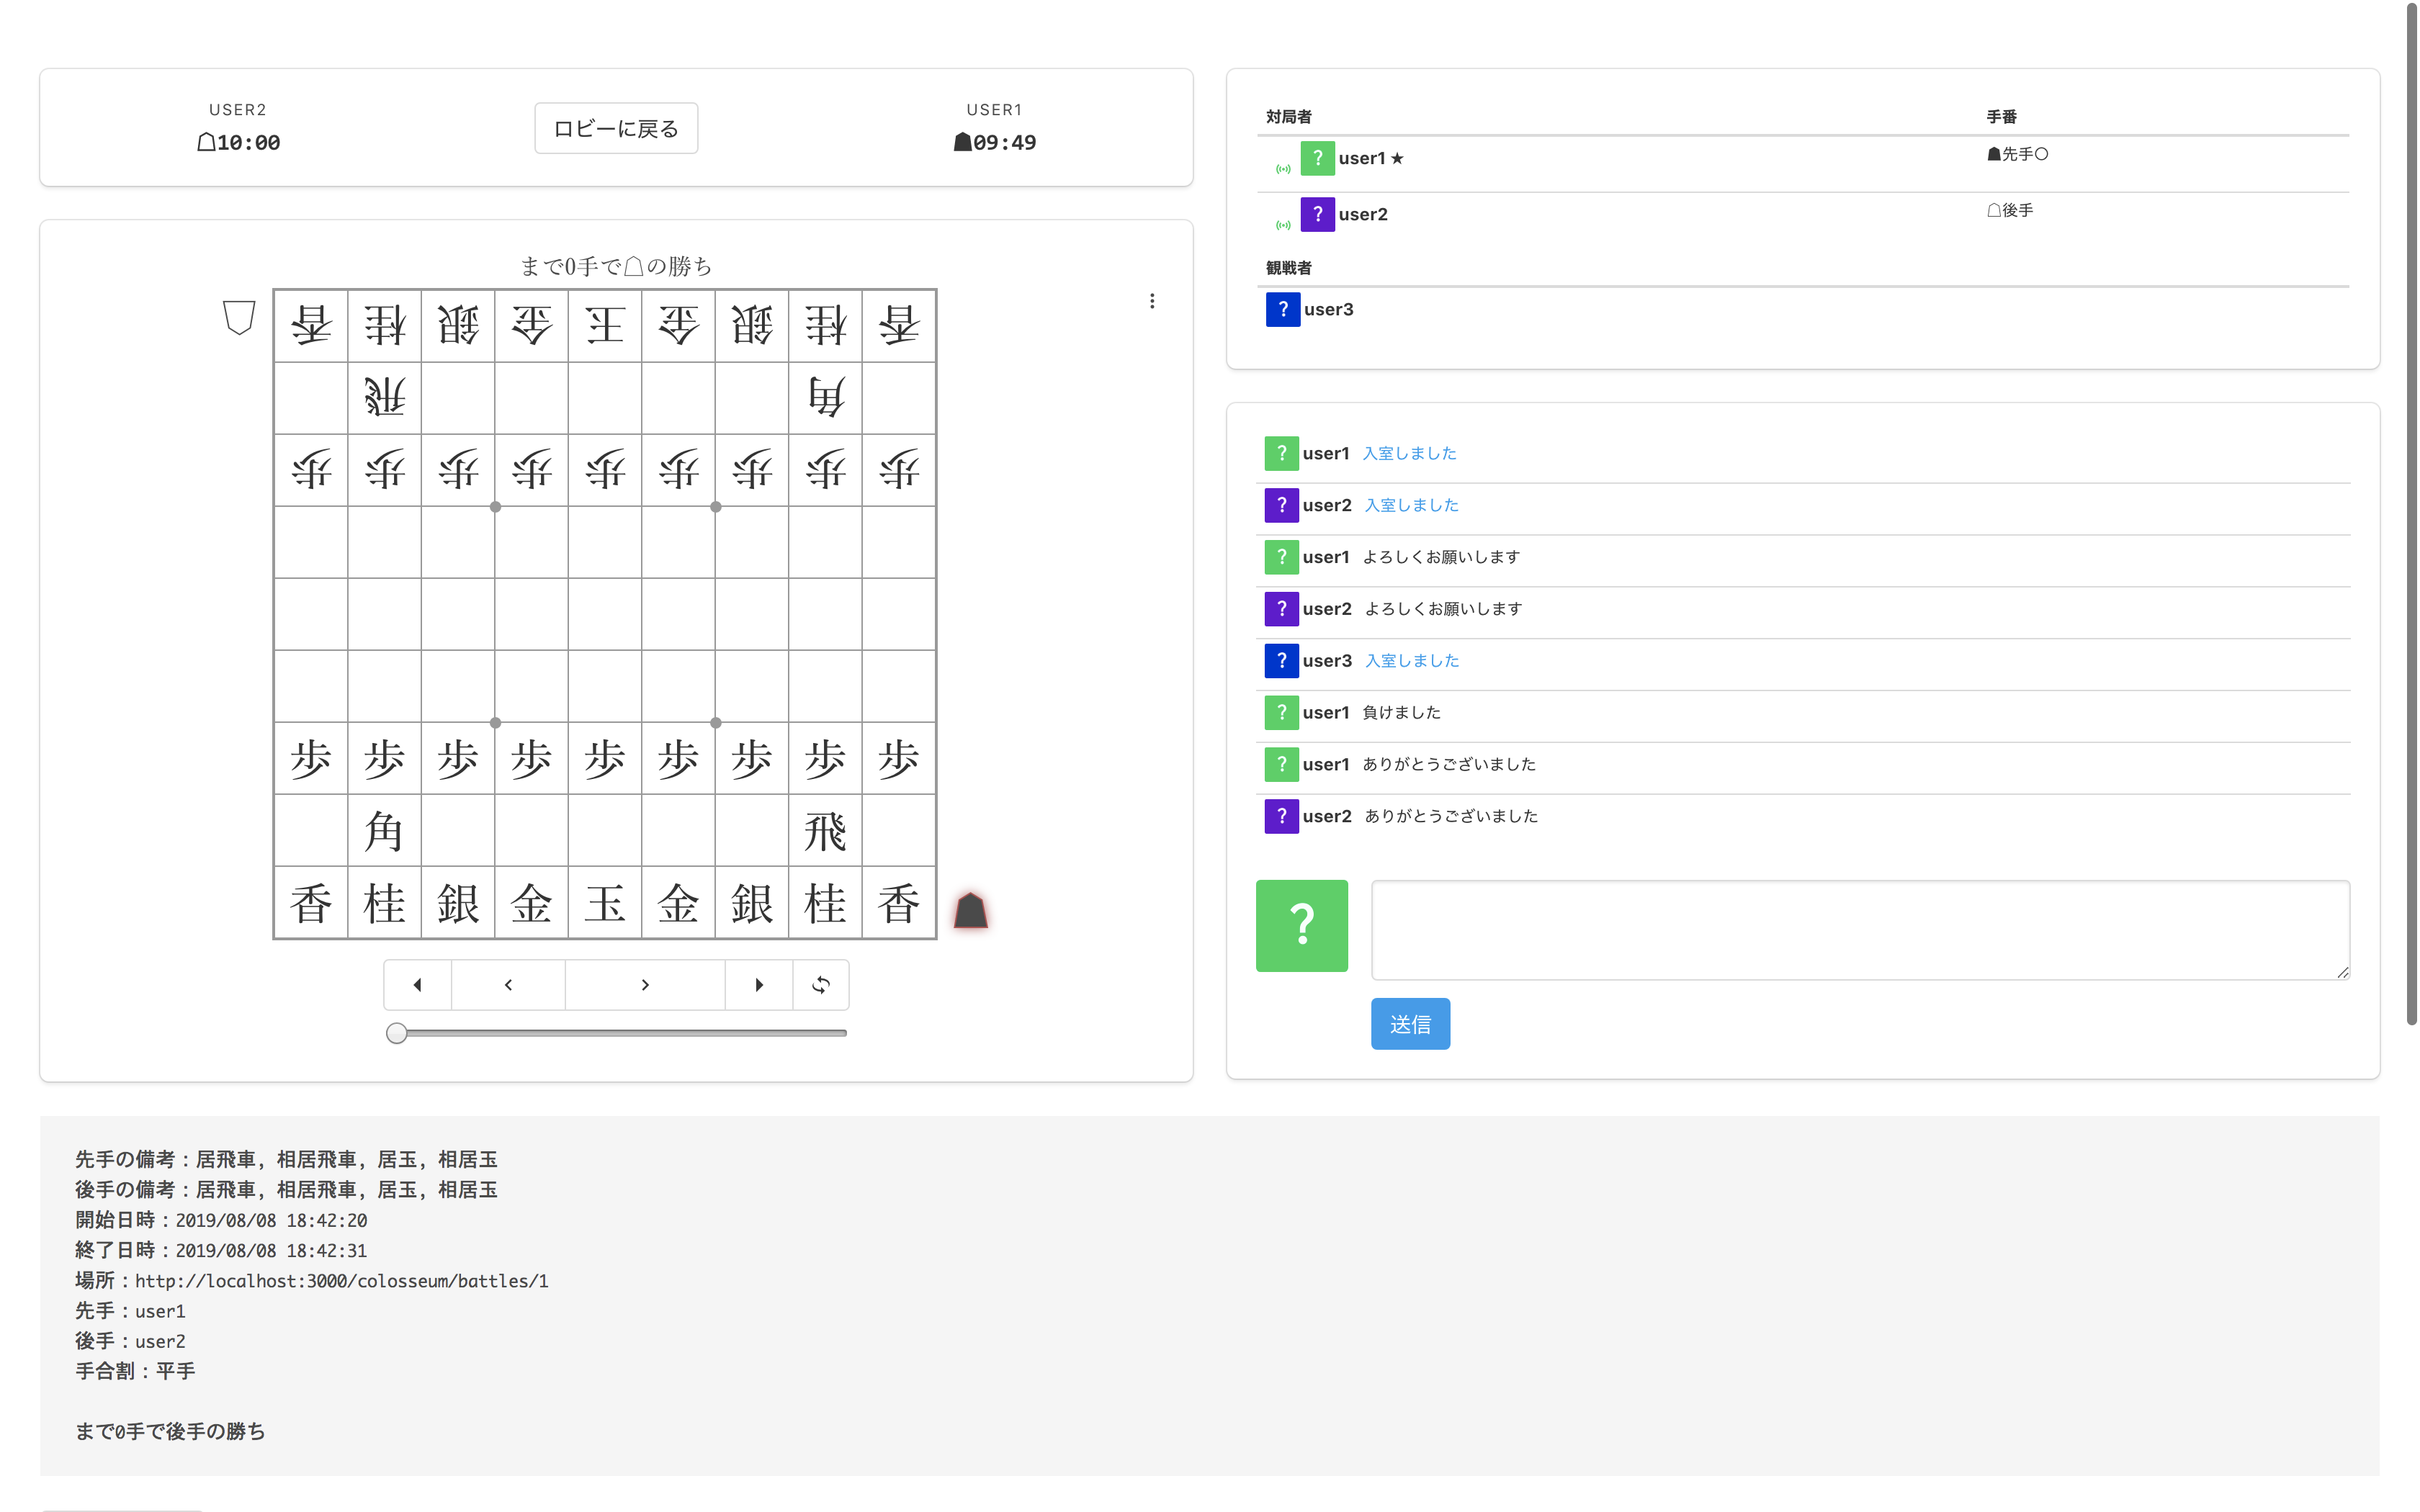 USER2
☖10:00
ロビーに戻る
USER1
☗09:49
まで0手で☖の勝ち
香 桂 銀 金 王 金 銀 桂 香
飛 角
歩 歩 歩 歩 歩 歩 歩 歩 歩
歩 歩 歩 歩 歩 歩 歩 歩 歩
角 飛
香 桂 銀 金 玉 金 銀 桂 香
対局者 手番
? user1 ★ ☗先手○
? user2 ☖後手
観戦者
? user3
? user1 入室しました
? user2 入室しました
? user1 よろしくお願いします
? user2 よろしくお願いします
? user3 入室しました
? user1 負けました
? user1 ありがとうございました
? user2 ありがとうございました
?
送信
先手の備考：居飛車, 相居飛車, 居玉, 相居玉
後手の備考：居飛車, 相居飛車, 居玉, 相居玉
開始日時：2019/08/08 18:42:20
終了日時：2019/08/08 18:42:31
場所：http://localhost:3000/colosseum/battles/1
先手：user1
後手：user2
手合割：平手
まで0手で後手の勝ち